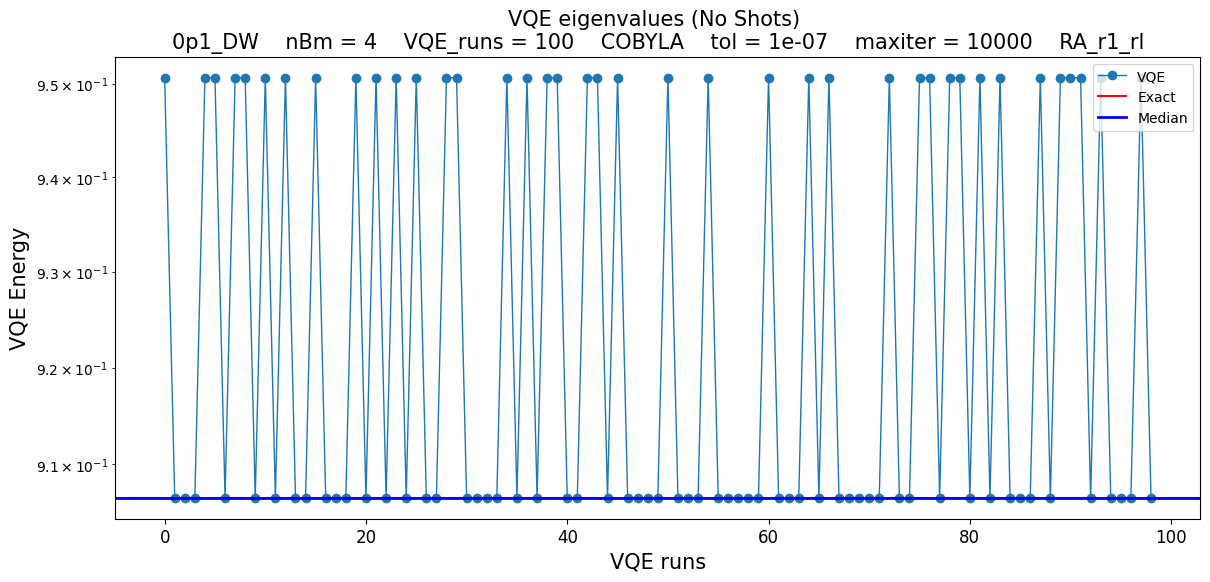 VQE eigenvalues (No Shots)
0p1_DW    nBm = 4    VQE_runs = 100    COBYLA    tol = 1e-07    maxiter = 10000    RA_r1_rl
VQE Energy
9.5 × 10⁻¹
9.4 × 10⁻¹
9.3 × 10⁻¹
9.2 × 10⁻¹
9.1 × 10⁻¹
VQE
Exact
Median
0 20 40 60 80 100
VQE runs